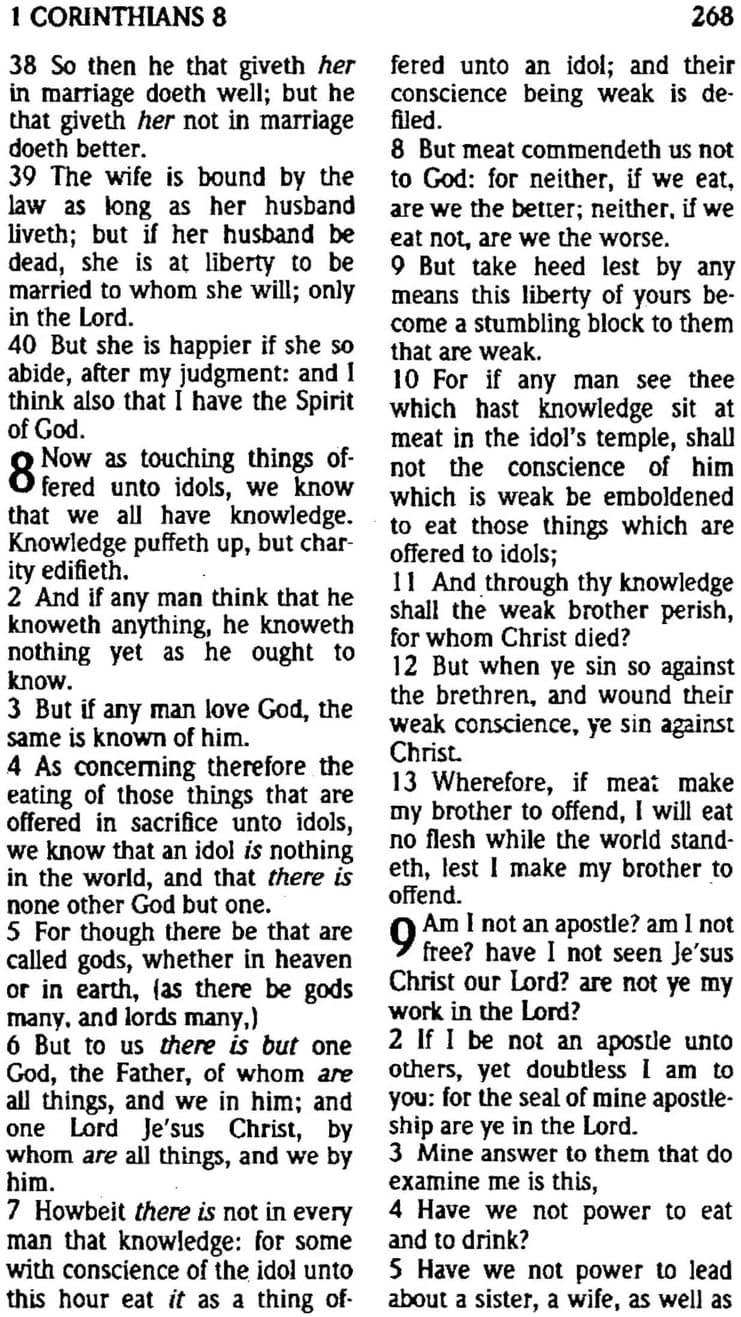 1 CORINTHIANS 8 268
38 So then he that giveth her
in marriage doeth well; but he
that giveth her not in marriage
doeth better.
39 The wife is bound by the
law as long as her husband
liveth; but if her husband be
dead, she is at liberty to be
married to whom she will; only
in the Lord.
40 But she is happier if she so
abide, after my judgment: and I
think also that I have the Spirit
of God.
8 Now as touching things of-
fered unto idols, we know
that we all have knowledge.
Knowledge puffeth up, but char-
ity edifieth.
2 And if any man think that he
knoweth anything, he knoweth
nothing yet as he ought to
know.
3 But if any man love God, the
same is known of him.
4 As concerning therefore the
eating of those things that are
offered in sacrifice unto idols,
we know that an idol is nothing
in the world, and that there is
none other God but one.
5 For though there be that are
called gods, whether in heaven
or in earth, (as there be gods
many, and lords many,)
6 But to us there is but one
God, the Father, of whom are
all things, and we in him; and
one Lord Je'sus Christ, by
whom are all things, and we by
him.
7 Howbeit there is not in every
man that knowledge: for some
with conscience of the idol unto
this hour eat it as a thing of-
fered unto an idol; and their
conscience being weak is de-
filed.
8 But meat commendeth us not
to God: for neither, if we eat,
are we the better; neither, if we
eat not, are we the worse.
9 But take heed lest by any
means this liberty of yours be-
come a stumbling block to them
that are weak.
10 For if any man see thee
which hast knowledge sit at
meat in the idol's temple, shall
not the conscience of him
which is weak be emboldened
to eat those things which are
offered to idols;
11 And through thy knowledge
shall the weak brother perish,
for whom Christ died?
12 But when ye sin so against
the brethren, and wound their
weak conscience, ye sin against
Christ.
13 Wherefore, if meat make
my brother to offend, I will eat
no flesh while the world stand-
eth, lest I make my brother to
offend.
9 Am I not an apostle? am I not
free? have I not seen Je'sus
Christ our Lord? are not ye my
work in the Lord?
2 If I be not an apostle unto
others, yet doubtless I am to
you: for the seal of mine apostle-
ship are ye in the Lord.
3 Mine answer to them that do
examine me is this,
4 Have we not power to eat
and to drink?
5 Have we not power to lead
about a sister, a wife, as well as